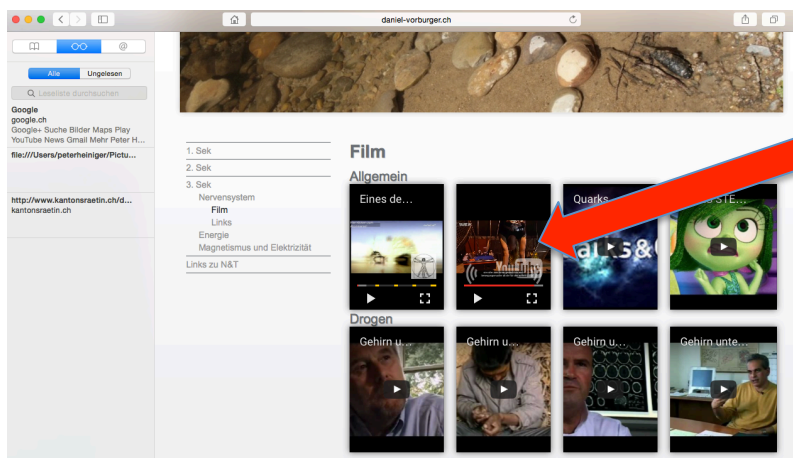 daniel-vorburger.ch
@
Alle Ungelesen
Leseliste durchsuchen
Google
google.ch
Google+ Suche Bilder Maps Play
YouTube News Gmail Mehr Peter H...
file:///Users/peterheiniger/Pictu...
http://www.kantonsraetin.ch/d...
kantonsraetin.ch
1. Sek
2. Sek
3. Sek
Nervensystem
Film
Links
Energie
Magnetismus und Elektrizität
Links zu N&T
Film
Allgemein
Eines de...
Quarks
YouTube
Drogen
Gehirn u...
Gehirn u...
Gehirn u...
Gehirn unte...